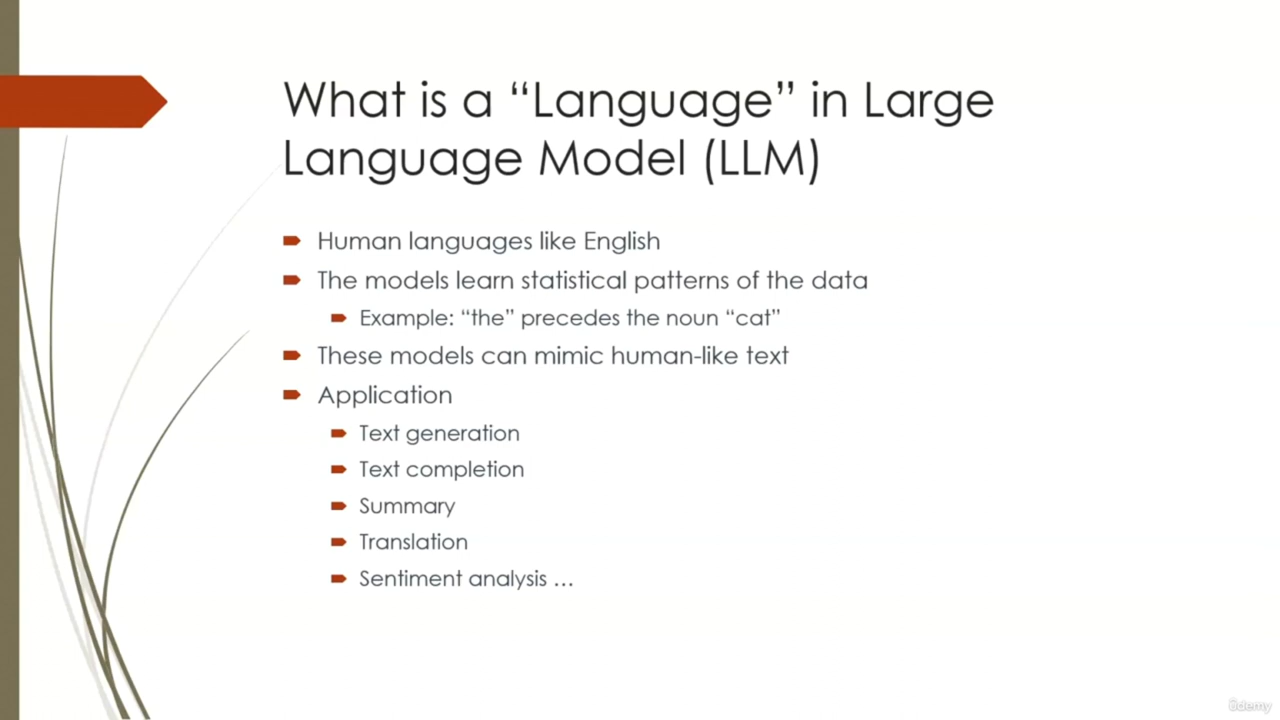 What is a “Language” in Large
Language Model (LLM)
Human languages like English
The models learn statistical patterns of the data
Example: “the” precedes the noun “cat”
These models can mimic human-like text
Application
Text generation
Text completion
Summary
Translation
Sentiment analysis …
ûdemy